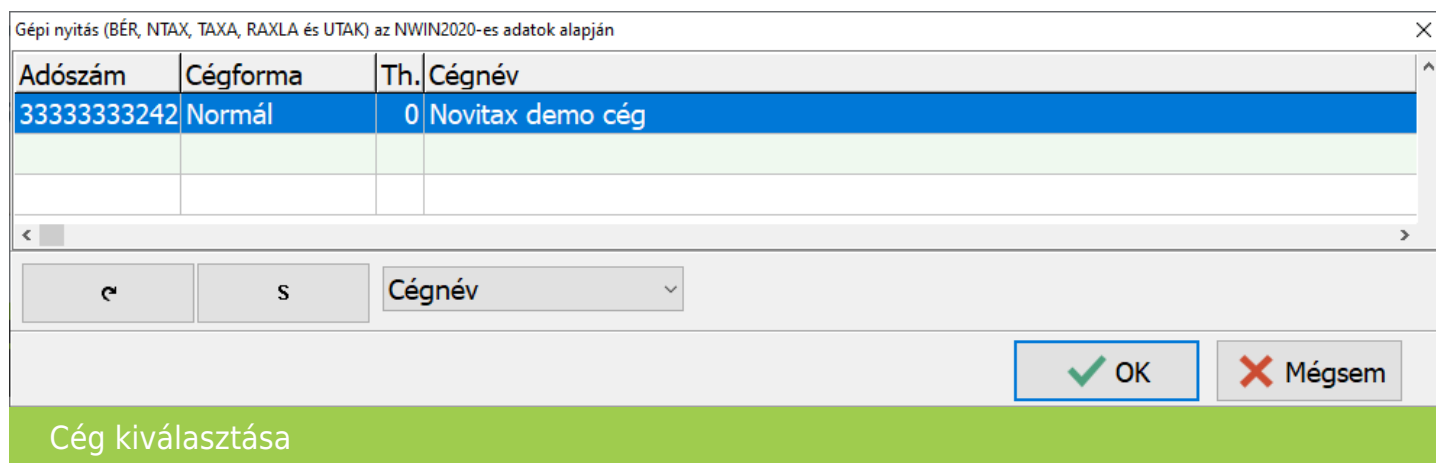 Gépi nyitás (BÉR, NTAX, TAXA, RAXLA és UTAK) az NWIN2020-es adatok alapján
Adószám Cégforma Th. Cégnév
33333333242 Normál 0 Novitax demo cég
S Cégnév
OK Mégsem
Cég kiválasztása